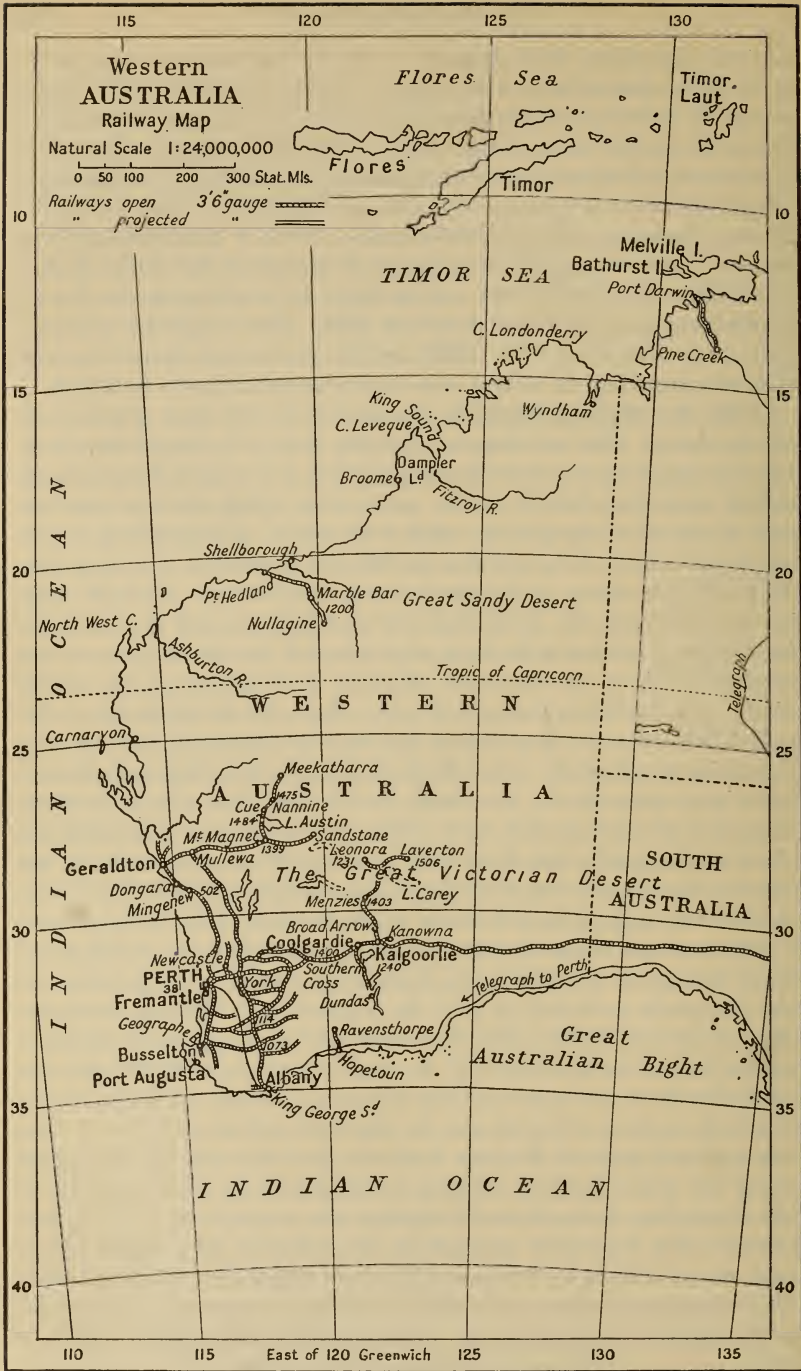 115 120 125 130
Western
AUSTRALIA
Railway Map
Natural Scale 1:24,000,000
0 50 100 200 300 Stat. Mls.
Railways open 3'6" gauge
" projected "
Flores Sea
Timor
Laut
Flores
Timor
10 10
Melville I.
Bathurst I.
TIMOR SEA
Port Darwin
C. Londonderry
Pine Creek
15 15
King Sound
Wyndham
C. Leveque
Dampier
Ld
Broome
Fitzroy R.
INDIAN OCEAN
Shellborough
20 20
Pt Hedland
Marble Bar
1200
Great Sandy Desert
Nullagine
North West C.
Ashburton R.
Tropic of Capricorn
Telegraph
WESTERN
Carnarvon
25 25
Meekatharra
AUSTRALIA
1475
Cue Nannine
1484
L. Austin
Mt Magnet
1399
Sandstone
Leonora
1231
Laverton
1506
Geraldton
Mullewa
SOUTH
AUSTRALIA
The Great Victorian Desert
Dongara
Mingenew
502
L. Carey
Menzies
1403
30 30
Broad Arrow
Kanowna
Coolgardie
1400
Kalgoorlie
1240
Newcastle
PERTH
38
York
Southern
Cross
Fremantle
Dundas
Telegraph to Perth
Geographe B.
1114
Ravensthorpe
Great
Australian Bight
Busselton
1073
Hopetoun
Port Augusta
Albany
King George Sd
35 35
INDIAN OCEAN
40 40
110 115 East of 120 Greenwich 125 130 135